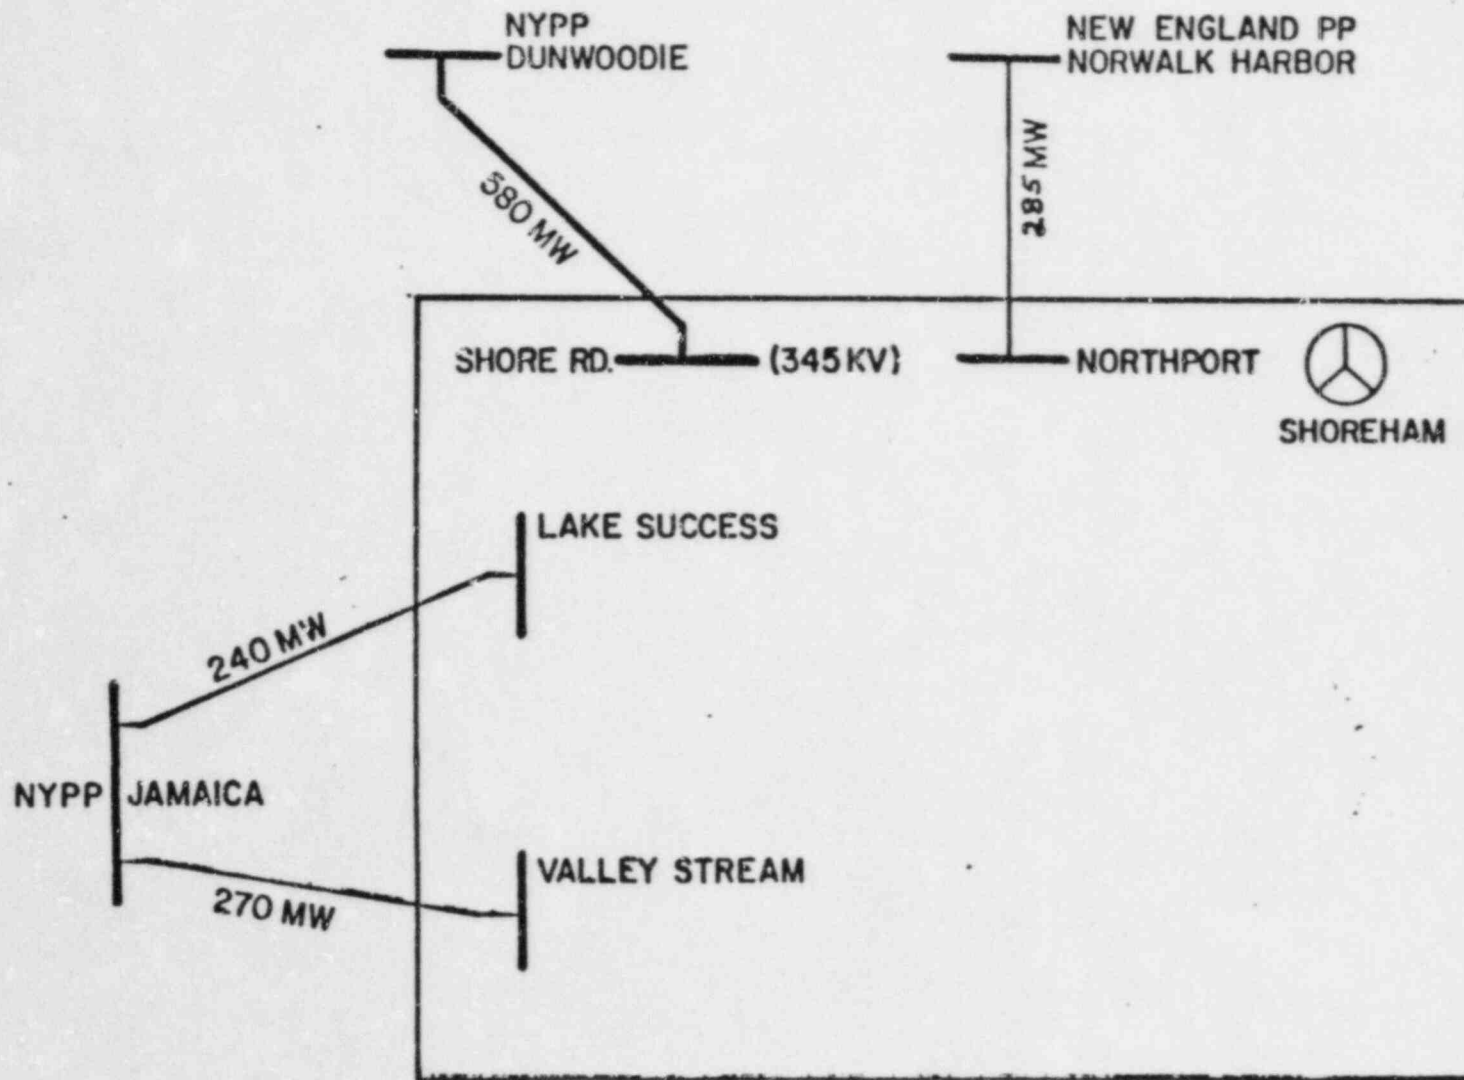 NYPP
DUNWOODIE
NEW ENGLAND PP
NORWALK HARBOR
580 MW
285 MW
SHORE RD.
(345 KV)
NORTHPORT
SHOREHAM
LAKE SUCCESS
240 MW
NYPP JAMAICA
VALLEY STREAM
270 MW